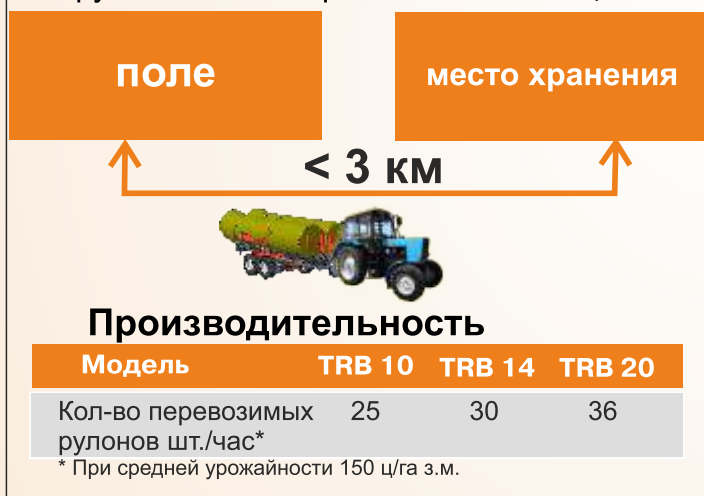 поле
место хранения
< 3 км
Производительность
Модель TRB 10 TRB 14 TRB 20
Кол-во перевозимых 25 30 36
рулонов шт./час*
* При средней урожайности 150 ц/га з.м.